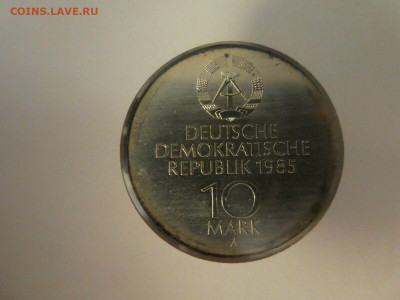 COINS.LAVE.RU
DEUTSCHE
DEMOKRATISCHE
REPUBLIK 1985
10
MARK
A